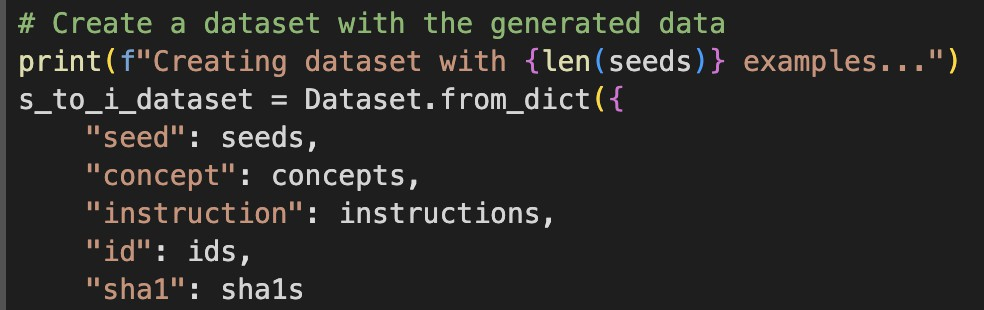 # Create a dataset with the generated data
print(f"Creating dataset with {len(seeds)} examples...")
s_to_i_dataset = Dataset.from_dict({
    "seed": seeds,
    "concept": concepts,
    "instruction": instructions,
    "id": ids,
    "sha1": sha1s